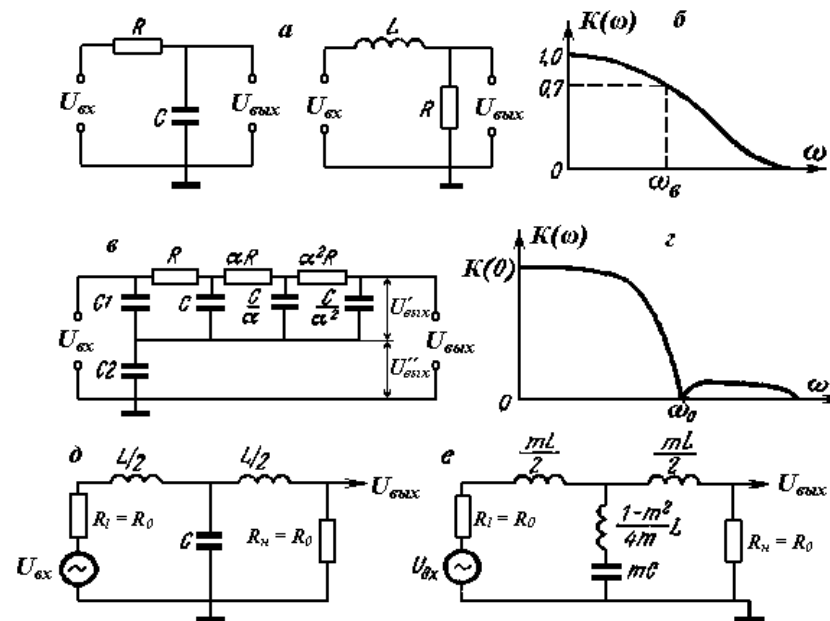 а
R
C
Uвх
Uвых
L
R
Uвх
Uвых
K(ω)
б
1,0
0,7
0
ωв
ω
в
R
αR
α²R
C1
C
C/α
C/α²
U′вых
Uвх
Uвых
C2
U″вых
K(ω)
г
K(0)
0
ω₀
ω
д
L/2
L/2
Uвых
Rl = R0
C
Rн = R0
Uвх
е
mL/2
mL/2
Uвых
Rl = R0
1-m²/4m L
Rн = R0
Uвх
mC